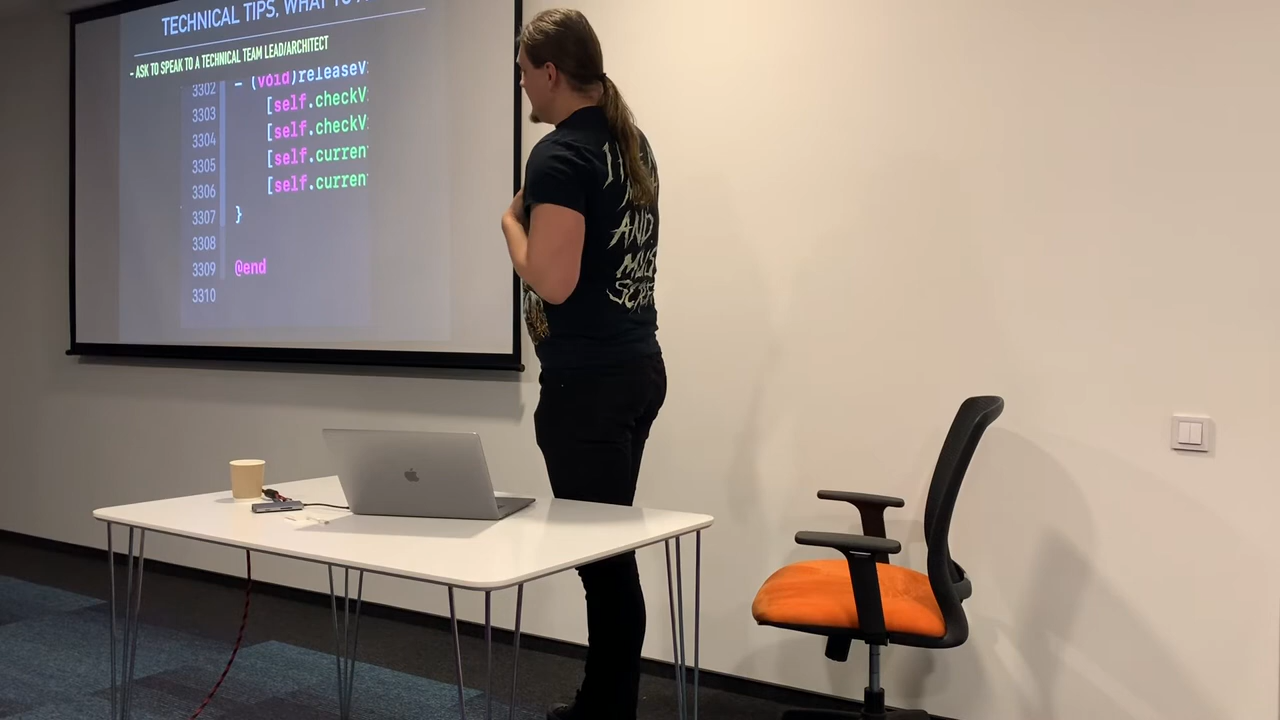 TECHNICAL TIPS, WHAT TO
- ASK TO SPEAK TO A TECHNICAL TEAM LEAD/ARCHITECT
3302 - (void)releaseV
3303 [self.checkV
3304 [self.checkV
3305 [self.curren
3306 [self.curren
3307 }
3308
3309 @end
3310
I
AND